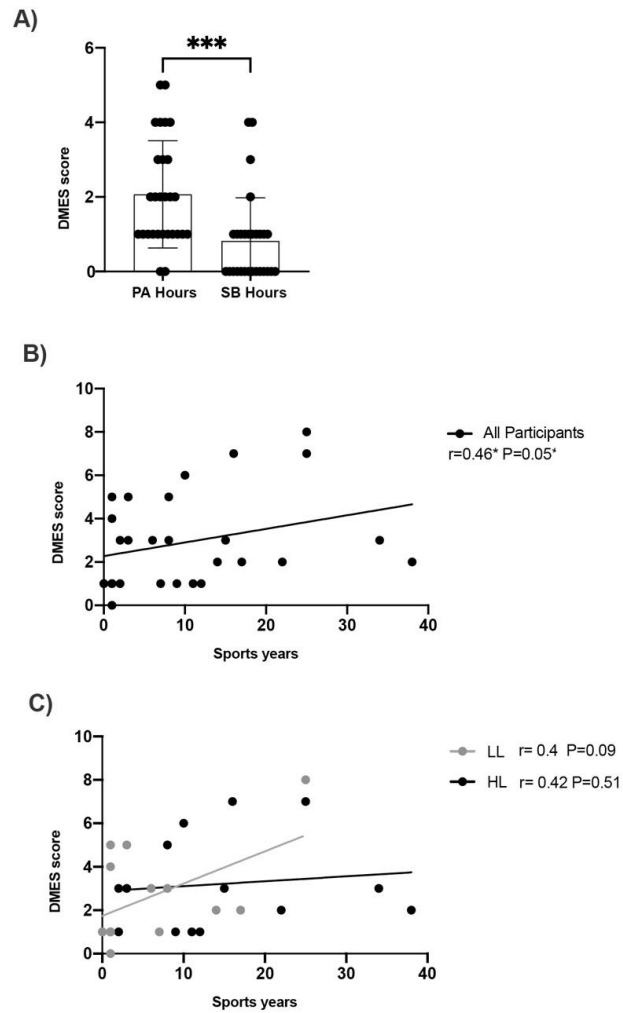 A)
***
6
4
2
0
DMES score
PA Hours SB Hours
B)
10
8
6
4
2
0
DMES score
0 10 20 30 40
Sports years
All Participants
r=0.46* P=0.05*
C)
10
8
6
4
2
0
DMES score
0 10 20 30 40
Sports years
LL r= 0.4 P=0.09
HL r= 0.42 P=0.51